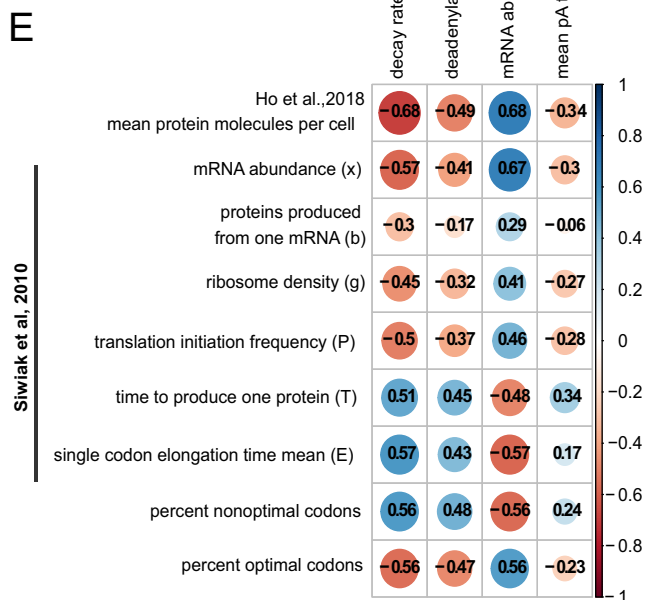 E
decay rate
mRNA
mean pA
Ho et al.,2018
mean protein molecules per cell
−0.68 −0.49 0.68 −0.34
mRNA abundance (x)
−0.57 −0.41 0.67 −0.3
proteins produced
from one mRNA (b)
−0.3 −0.17 0.29 −0.06
ribosome density (g)
−0.45 −0.32 0.41 −0.27
translation initiation frequency (P)
−0.5 −0.37 0.46 −0.28
time to produce one protein (T)
0.51 0.45 −0.48 0.34
single codon elongation time mean (E)
0.57 0.43 −0.57 0.17
percent nonoptimal codons
0.56 0.48 −0.56 0.24
percent optimal codons
−0.56 −0.47 0.56 −0.23
Siwiak et al, 2010
1
0.8
0.6
0.4
0.2
0
−0.2
−0.4
−0.6
−0.8
−1